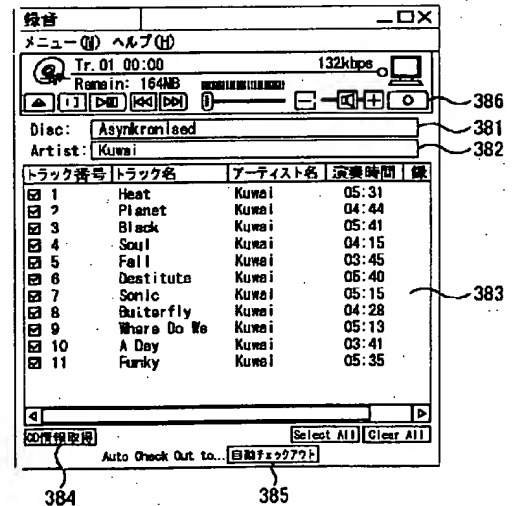 録音
メニュー(N) ヘルプ(H)
Tr. 01 00:00 132kbps
Remain: 164MB
386
Disc: Asynkronised 381
Artist: Kuwai 382
トラック番号 トラック名 アーティスト名 演奏時間 録
1 Heat Kuwai 05:31
2 Planet Kuwai 04:44
3 Black Kuwai 05:41
4 Soul Kuwai 04:15
5 Fall Kuwai 03:45
6 Destitute Kuwai 05:40
7 Sonic Kuwai 05:15
383
8 Butterfly Kuwai 04:28
9 Where Do We Kuwai 05:13
10 A Day Kuwai 03:41
11 Funky Kuwai 05:35
CD情報取得 Select All Clear All
Auto Check Out to... 自動チェックアウト
384 385